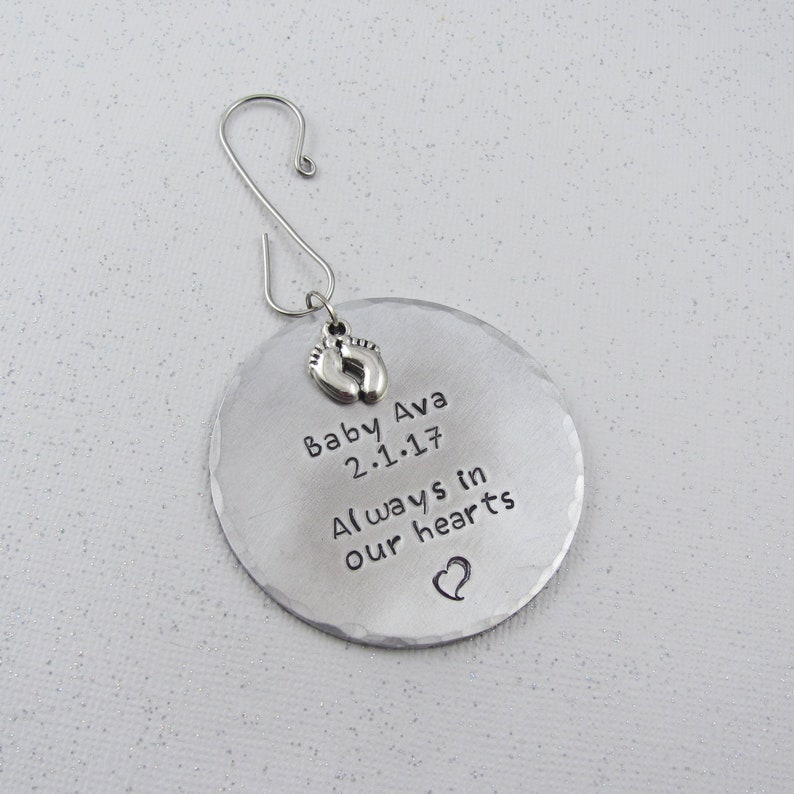 Baby Ava
2.1.17
Always in
our hearts